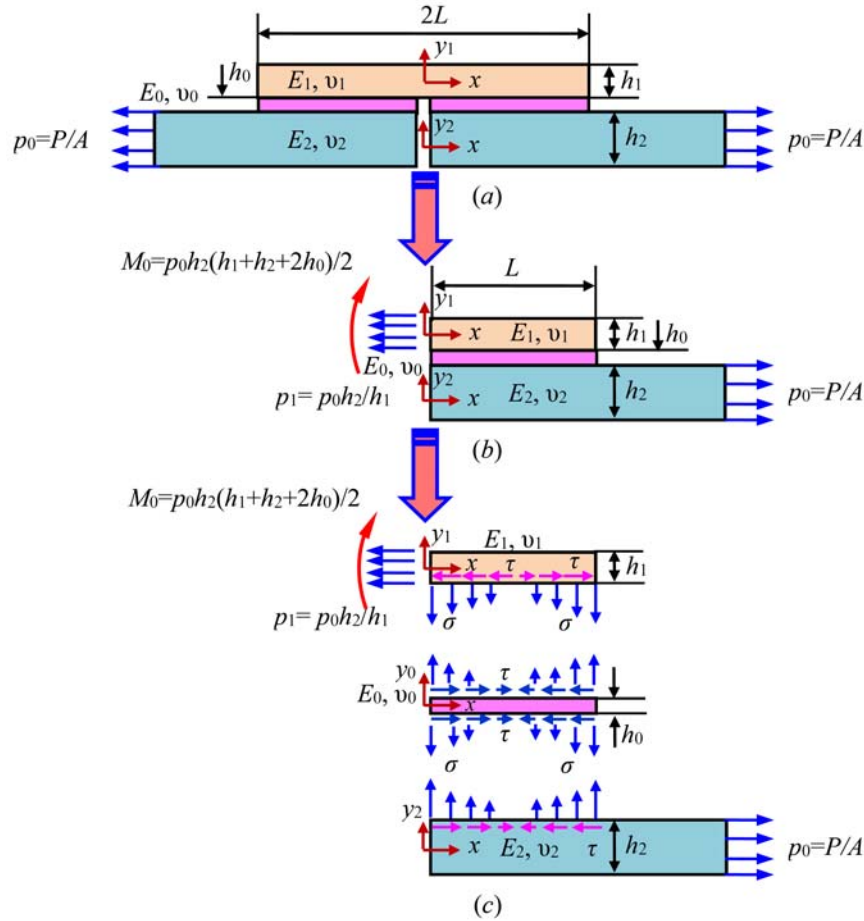 2L
y1
h0
E1, υ1
x
h1
E0, υ0
p0=P/A
E2, υ2
y2
x
h2
p0=P/A
(a)
M0=p0h2(h1+h2+2h0)/2
L
y1
x
E1, υ1
h1
h0
E0, υ0
y2
p1= p0h2/h1
x
E2, υ2
h2
p0=P/A
(b)
M0=p0h2(h1+h2+2h0)/2
y1
E1, υ1
x
τ
τ
h1
p1= p0h2/h1
σ
σ
y0
τ
E0, υ0
x
τ
h0
σ
σ
y2
x
E2, υ2
τ
h2
p0=P/A
(c)